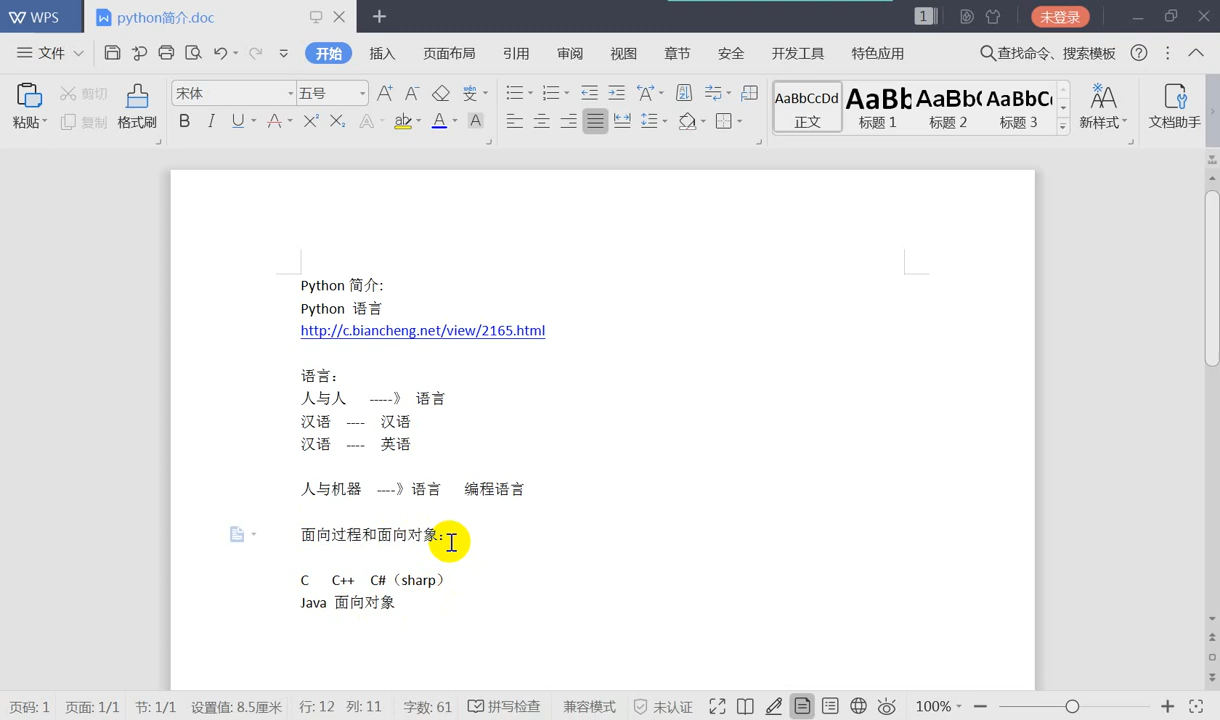 WPS python简介.doc 1 未登录
文件 开始 插入 页面布局 引用 审阅 视图 章节 安全 开发工具 特色应用 查找命令、搜索模板
粘贴 剪切 复制 格式刷 宋体 五号 AaBbCcDd 正文 AaBb 标题 1 AaBb( 标题 2 AaBbC( 标题 3 新样式 文档助手
Python 简介:
Python 语言
http://c.biancheng.net/view/2165.html
语言：
人与人 -----》 语言
汉语 ---- 汉语
汉语 ---- 英语
人与机器 ----》语言 编程语言
面向过程和面向对象：
C C++ C#（sharp）
Java 面向对象
页码: 1 页面: 1/1 节: 1/1 设置值: 8.5厘米 行: 12 列: 11 字数: 61 拼写检查 兼容模式 未认证 100%